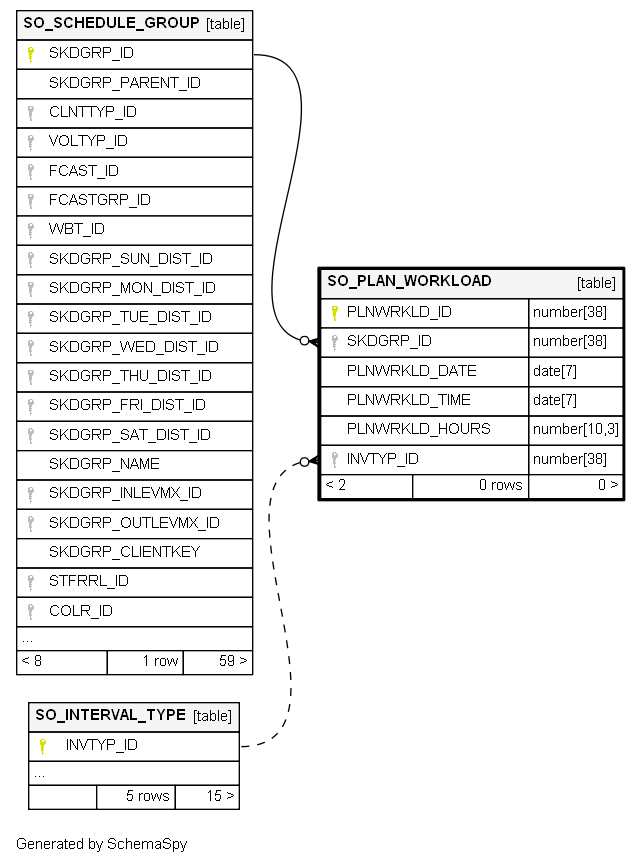 SO_SCHEDULE_GROUP [table]
SKDGRP_ID
SKDGRP_PARENT_ID
CLNTTYP_ID
VOLTYP_ID
FCAST_ID
FCASTGRP_ID
WBT_ID
SKDGRP_SUN_DIST_ID
SKDGRP_MON_DIST_ID
SKDGRP_TUE_DIST_ID
SKDGRP_WED_DIST_ID
SKDGRP_THU_DIST_ID
SKDGRP_FRI_DIST_ID
SKDGRP_SAT_DIST_ID
SKDGRP_NAME
SKDGRP_INLEVMX_ID
SKDGRP_OUTLEVMX_ID
SKDGRP_CLIENTKEY
STFRRL_ID
COLR_ID
...
< 8 1 row 59 >
SO_PLAN_WORKLOAD [table]
PLNWRKLD_ID number[38]
SKDGRP_ID number[38]
PLNWRKLD_DATE date[7]
PLNWRKLD_TIME date[7]
PLNWRKLD_HOURS number[10,3]
INVTYP_ID number[38]
< 2 0 rows 0 >
SO_INTERVAL_TYPE [table]
INVTYP_ID
...
5 rows 15 >
Generated by SchemaSpy